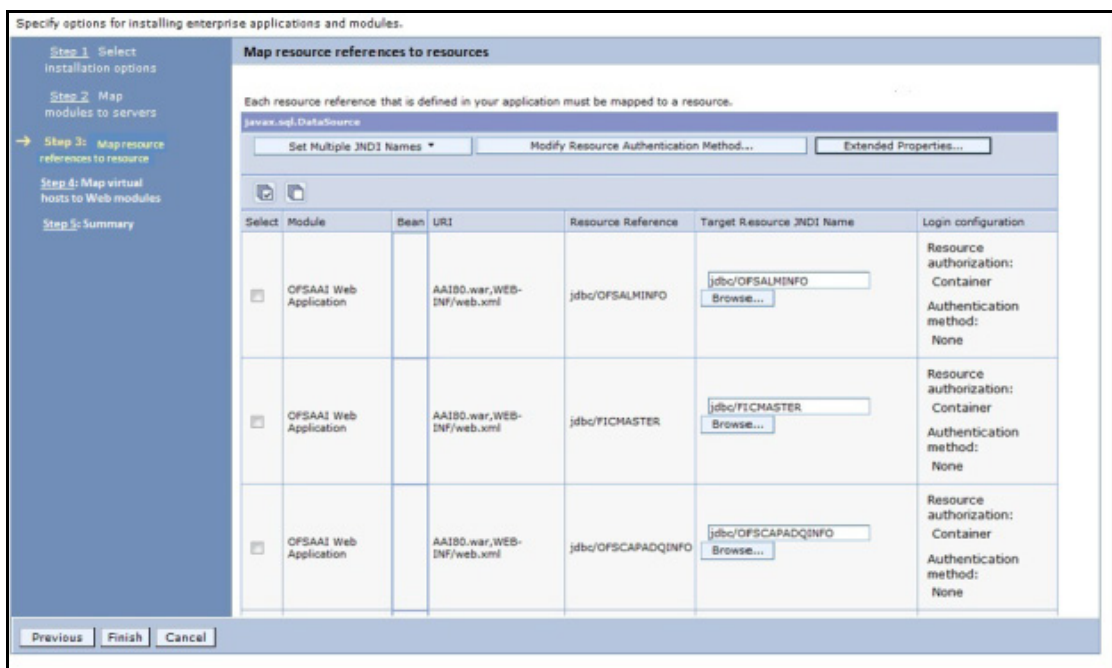 Specify options for installing enterprise applications and modules.
Step 1 Select
installation options
Step 2 Map
modules to servers
Step 3: Map resource
references to resource
Step 4: Map virtual
hosts to Web modules
Step 5: Summary
Map resource references to resources
Each resource reference that is defined in your application must be mapped to a resource.
javax.sql.DataSource
Set Multiple JNDI Names
Modify Resource Authentication Method...
Extended Properties...
Select Module Bean URI Resource Reference Target Resource JNDI Name Login configuration
OFSAAI Web
Application
AAI80.war,WEB-
INF/web.xml
jdbc/OFSALMINFO
jdbc/OFSALMINFO
Browse...
Resource
authorization:
Container
Authentication
method:
None
OFSAAI Web
Application
AAI80.war,WEB-
INF/web.xml
jdbc/FICMASTER
jdbc/FICMASTER
Browse...
Resource
authorization:
Container
Authentication
method:
None
OFSAAI Web
Application
AAI80.war,WEB-
INF/web.xml
jdbc/OFSCAPADQINFO
jdbc/OFSCAPADQINFO
Browse...
Resource
authorization:
Container
Authentication
method:
None
Previous Finish Cancel